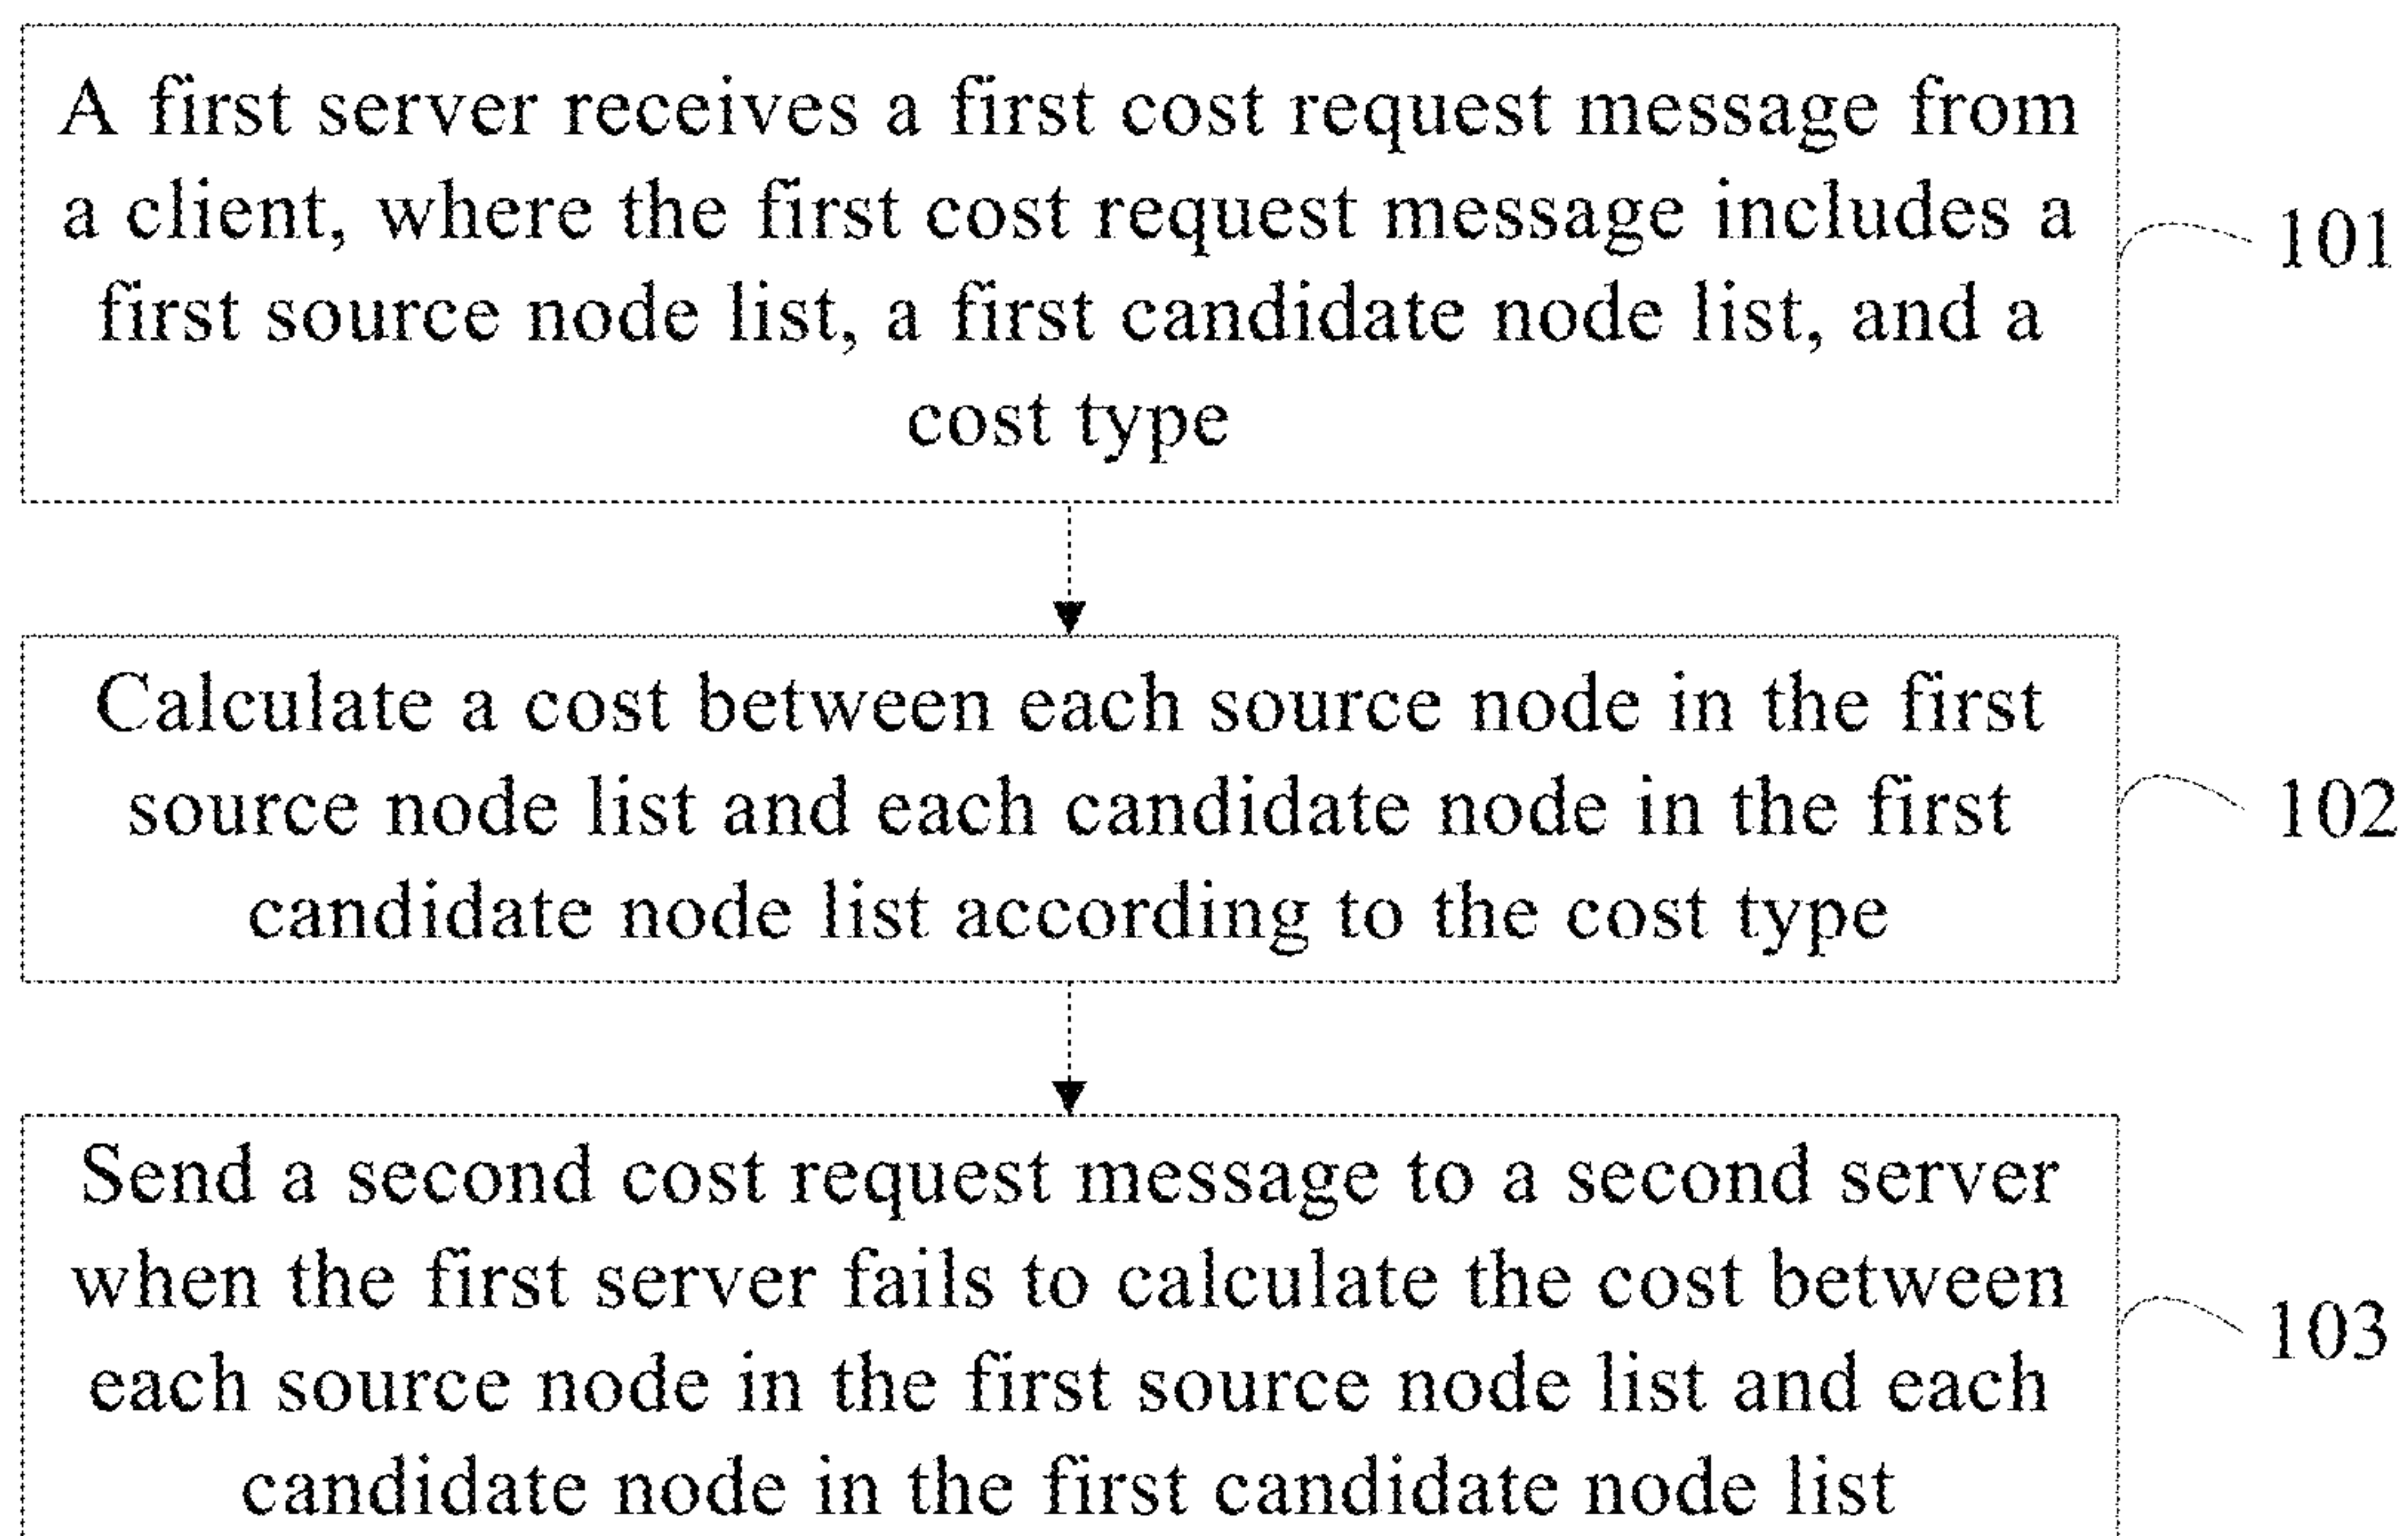 A first server receives a first cost request message from
a client, where the first cost request message includes a
first source node list, a first candidate node list, and a
cost type
101
Calculate a cost between each source node in the first
source node list and each candidate node in the first
candidate node list according to the cost type
102
Send a second cost request message to a second server
when the first server fails to calculate the cost between
each source node in the first source node list and each
candidate node in the first candidate node list
103